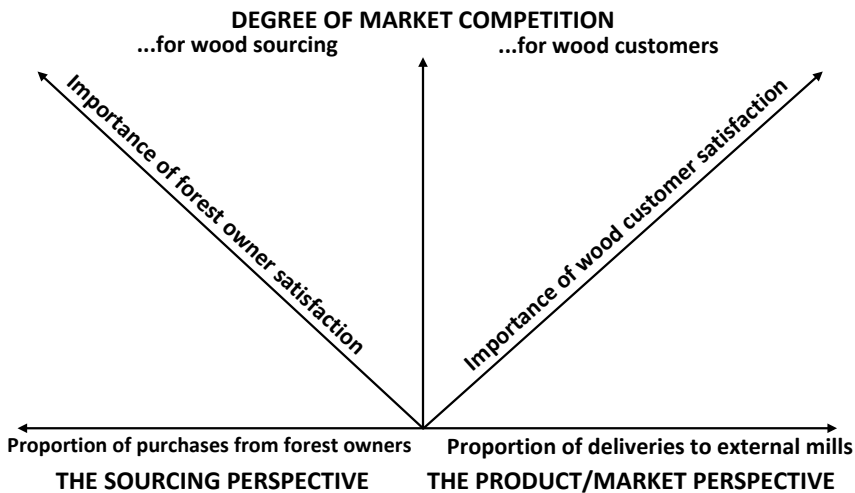 DEGREE OF MARKET COMPETITION
...for wood sourcing
...for wood customers
Importance of forest owner satisfaction
Importance of wood customer satisfaction
Proportion of purchases from forest owners
Proportion of deliveries to external mills
THE SOURCING PERSPECTIVE
THE PRODUCT/MARKET PERSPECTIVE